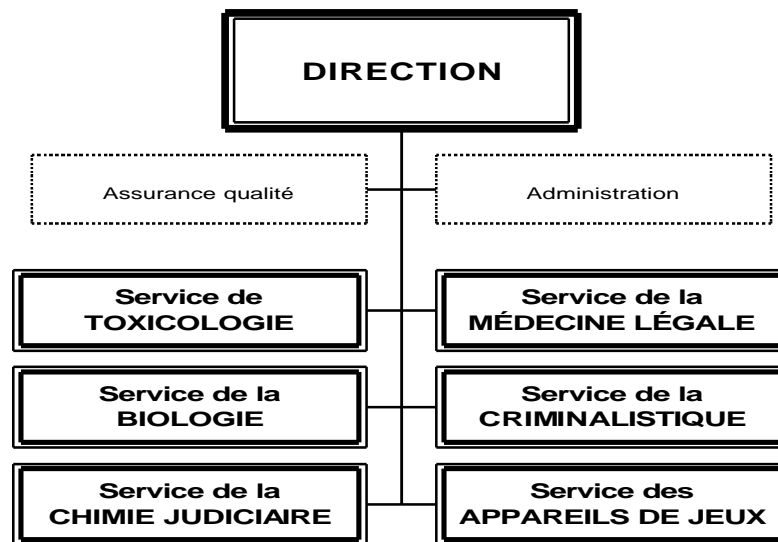 DIRECTION
Assurance qualité
Administration
Service de
TOXICOLOGIE
Service de la
MÉDECINE LÉGALE
Service de la
BIOLOGIE
Service de la
CRIMINALISTIQUE
Service de la
CHIMIE JUDICIAIRE
Service des
APPAREILS DE JEUX